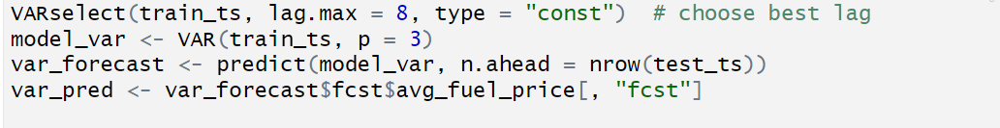 VARselect(train_ts, lag.max = 8, type = "const")  # choose best lag
model_var <- VAR(train_ts, p = 3)
var_forecast <- predict(model_var, n.ahead = nrow(test_ts))
var_pred <- var_forecast$fcst$avg_fuel_price[, "fcst"]